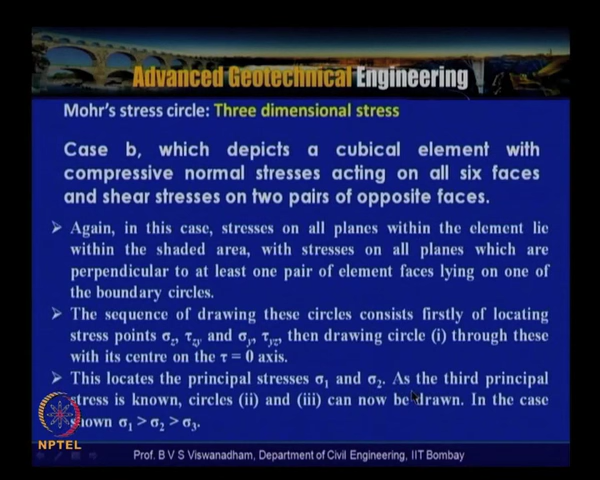 Advanced Geotechnical Engineering
Mohr's stress circle: Three dimensional stress
Case b, which depicts a cubical element with
compressive normal stresses acting on all six faces
and shear stresses on two pairs of opposite faces.
➢ Again, in this case, stresses on all planes within the element lie
within the shaded area, with stresses on all planes which are
perpendicular to at least one pair of element faces lying on one of
the boundary circles.
➢ The sequence of drawing these circles consists firstly of locating
stress points σz, τzy and σy, τyz, then drawing circle (i) through these
with its centre on the τ = 0 axis.
➢ This locates the principal stresses σ1 and σ2. As the third principal
stress is known, circles (ii) and (iii) can now be drawn. In the case
shown σ1 > σ2 > σ3.
NPTEL
Prof. B V S Viswanadham, Department of Civil Engineering, IIT Bombay